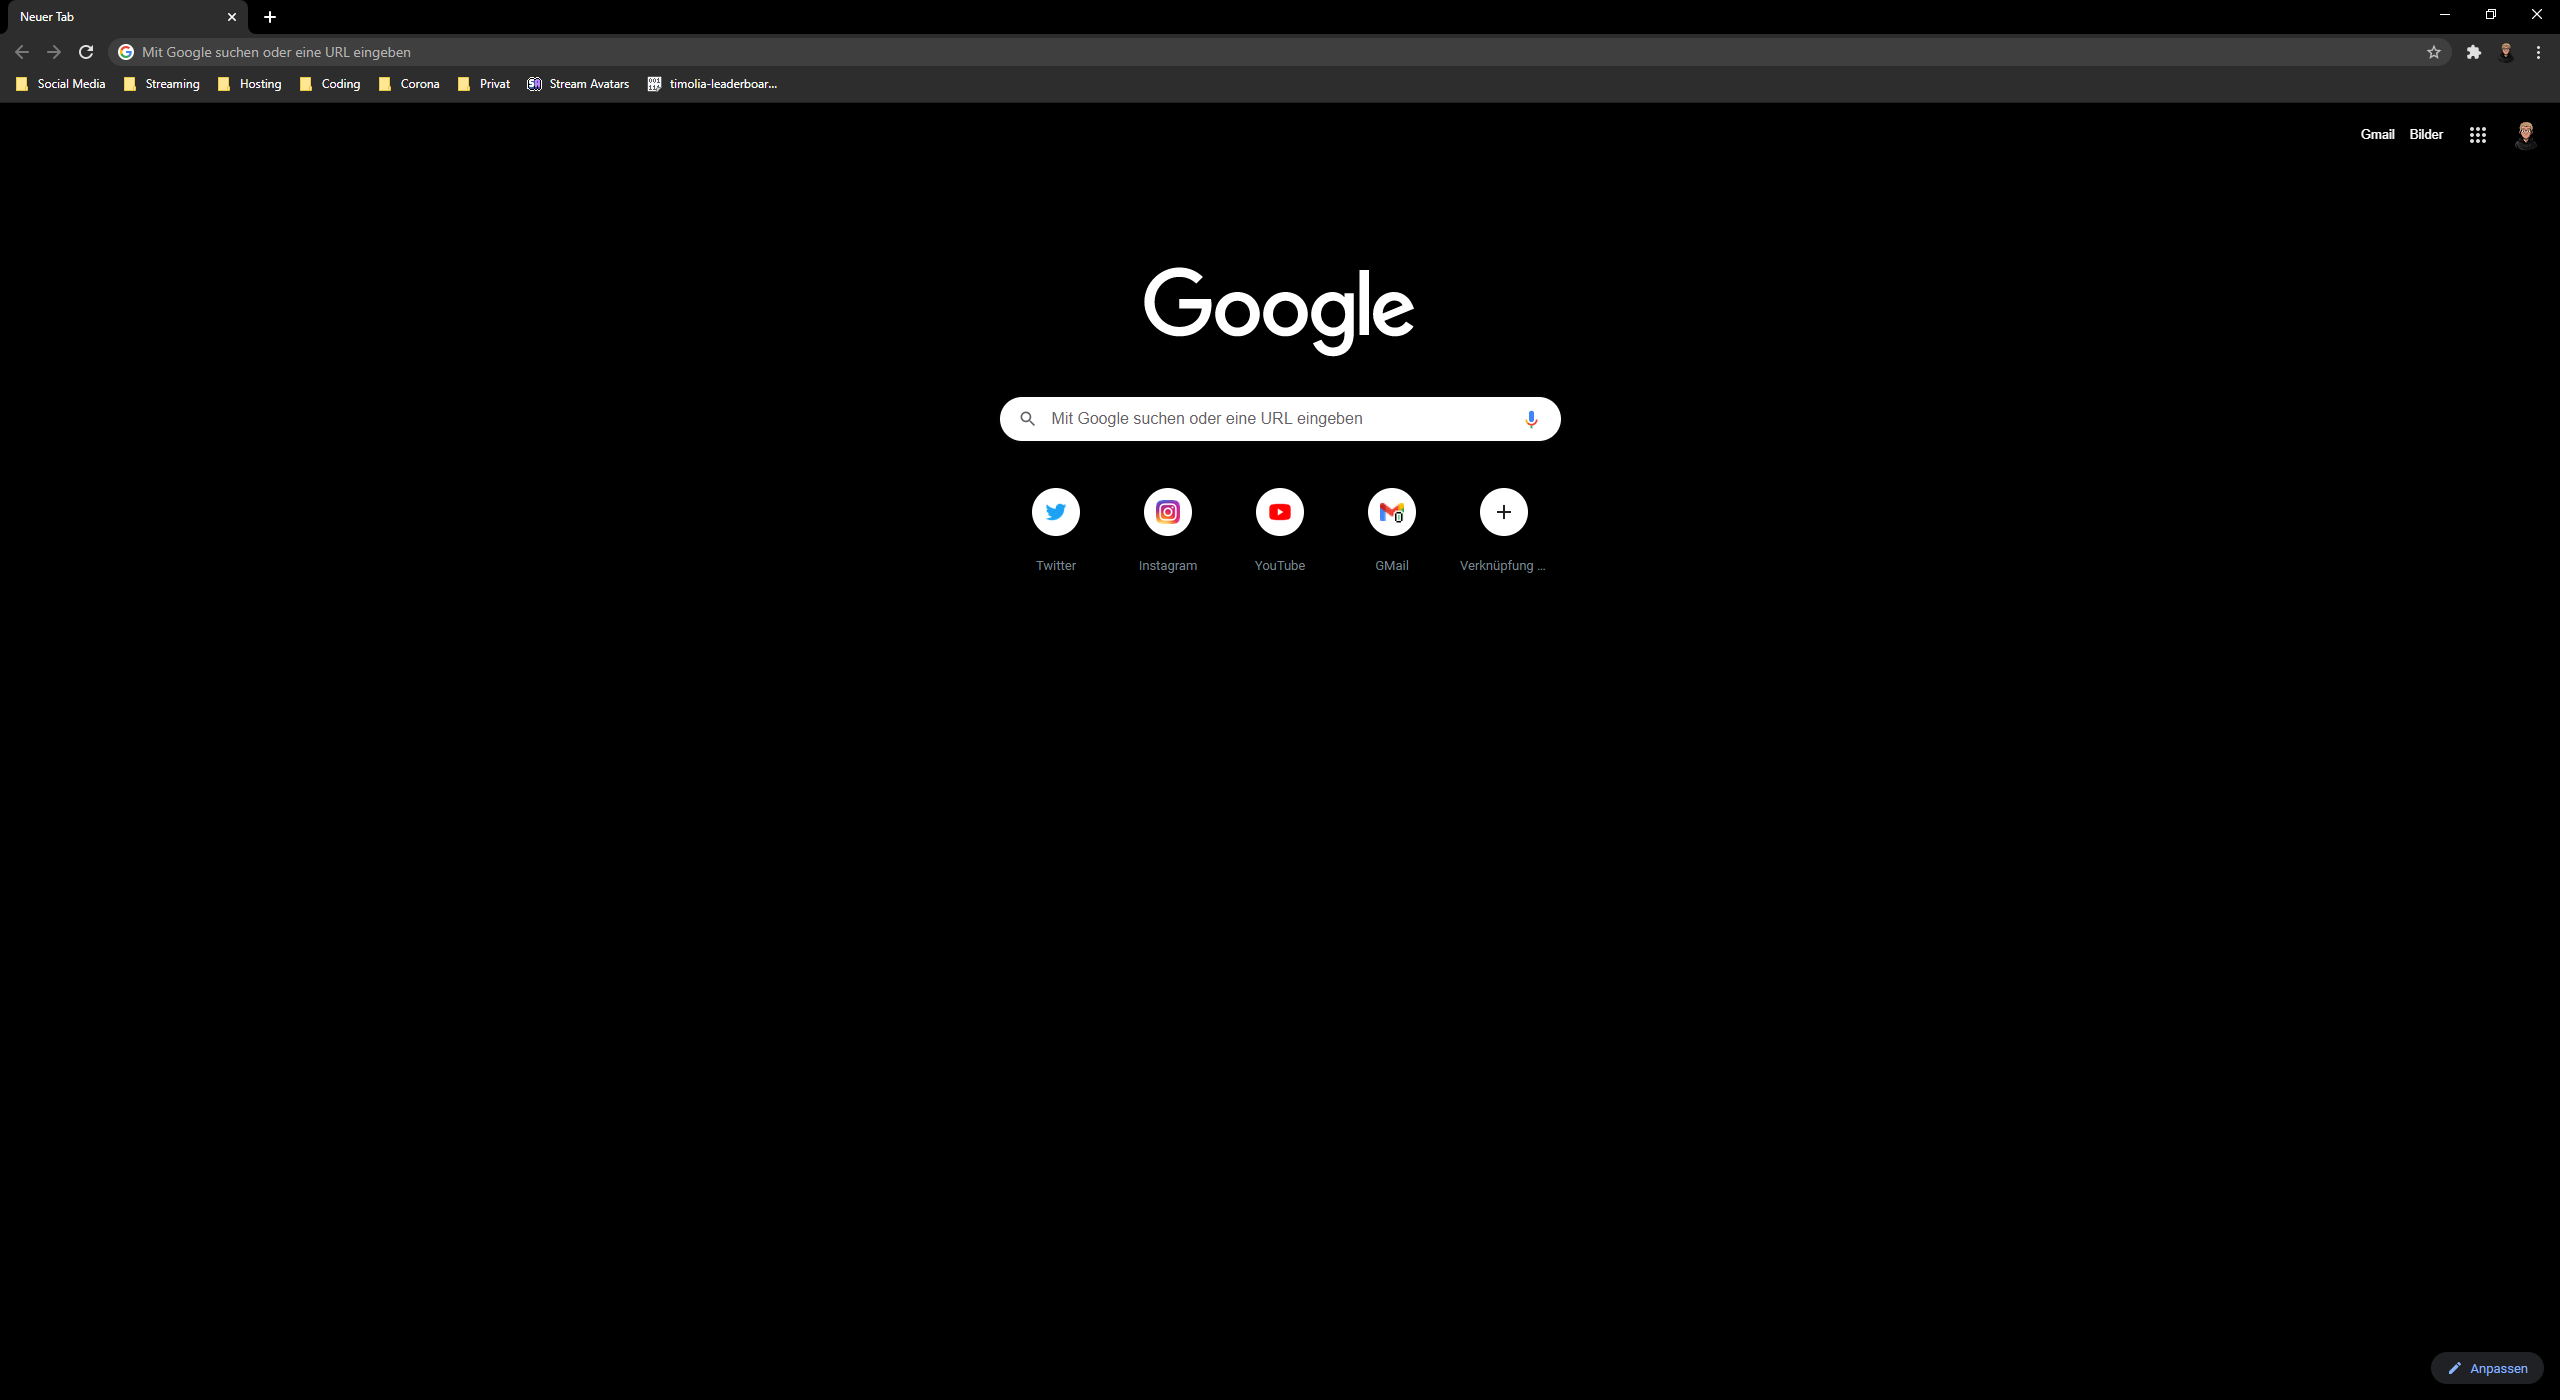 Neuer Tab
Mit Google suchen oder eine URL eingeben
Social Media Streaming Hosting Coding Corona Privat Stream Avatars timolia-leaderboar...
Gmail Bilder
Google
Mit Google suchen oder eine URL eingeben
Twitter Instagram YouTube GMail Verknüpfung ...
Anpassen